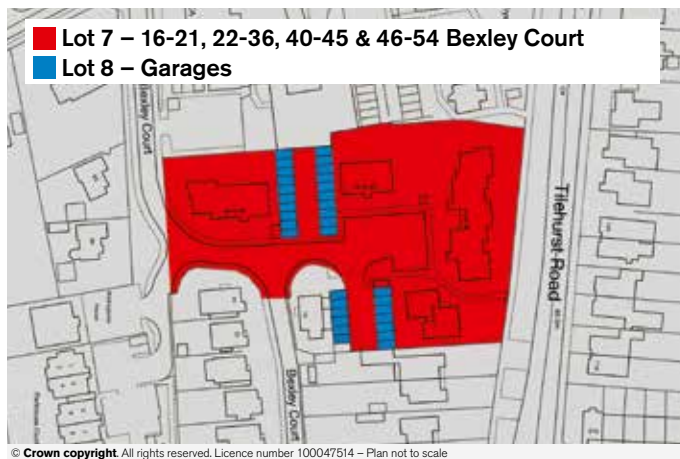 Lot 7 – 16-21, 22-36, 40-45 & 46-54 Bexley Court
Lot 8 – Garages
Bexley Court
Tilehurst Road
Bexley Court
© Crown copyright. All rights reserved. Licence number 100047514 – Plan not to scale